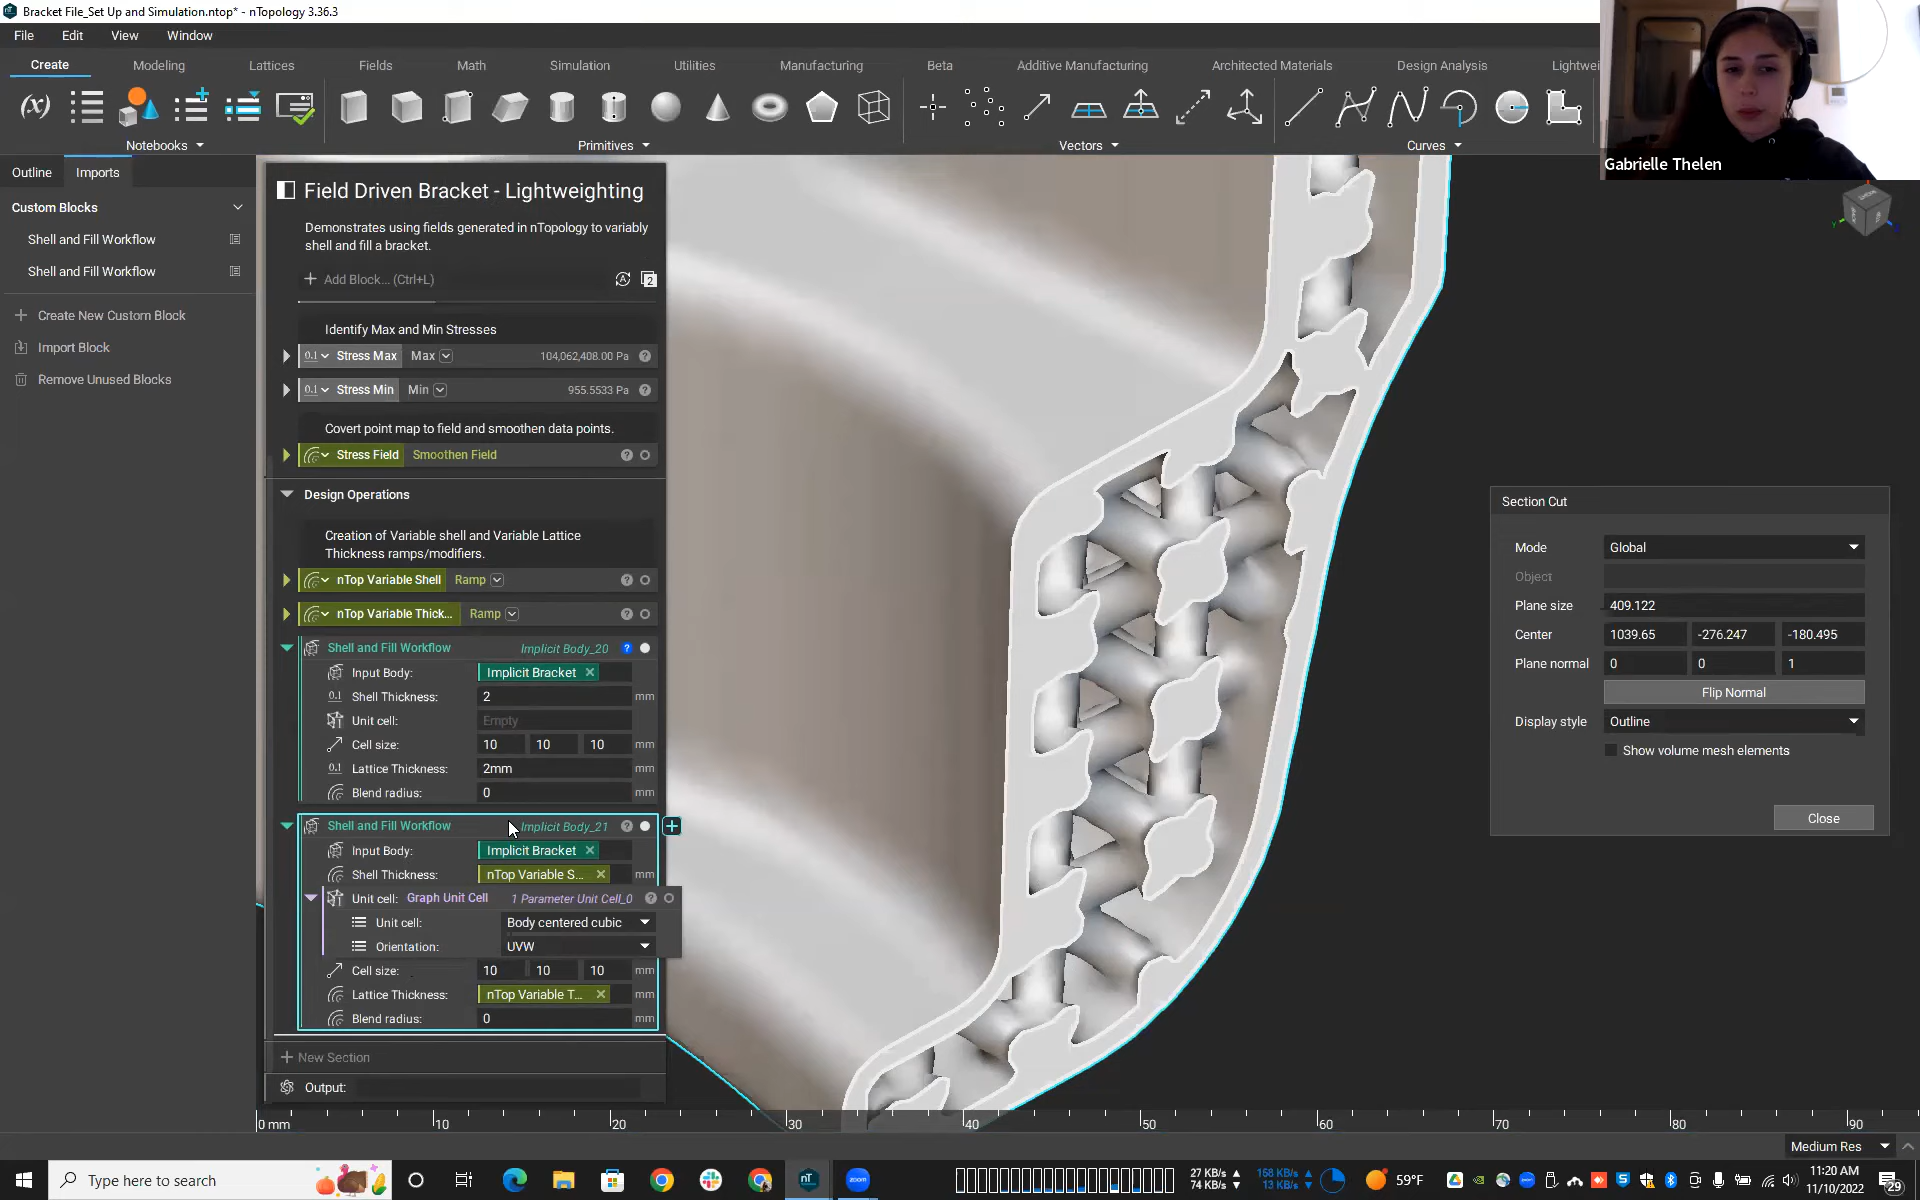 Bracket File_Set Up and Simulation.ntop* - nTopology 3.36.3
File Edit View Window
Create Modeling Lattices Fields Math Simulation Utilities Manufacturing Beta Additive Manufacturing Architected Materials Design Analysis Lightwei
(x)
Notebooks Primitives Vectors Curves
Gabrielle Thelen
Outline Imports
Custom Blocks
Shell and Fill Workflow
Shell and Fill Workflow
Create New Custom Block
Import Block
Remove Unused Blocks
Field Driven Bracket - Lightweighting
Demonstrates using fields generated in nTopology to variably
shell and fill a bracket.
Add Block... (Ctrl+L) 2
Identify Max and Min Stresses
0.1 Stress Max Max 104,062,408.00 Pa ?
0.1 Stress Min Min 955.5533 Pa ?
Covert point map to field and smoothen data points.
Stress Field Smoothen Field ?
Design Operations
Creation of Variable shell and Variable Lattice
Thickness ramps/modifiers.
nTop Variable Shell Ramp ?
nTop Variable Thick... Ramp ?
Shell and Fill Workflow Implicit Body_20 ?
Input Body: Implicit Bracket
0.1 Shell Thickness: 2 mm
Unit cell: Empty
Cell size: 10 10 10 mm
0.1 Lattice Thickness: 2mm mm
Blend radius: 0 mm
Shell and Fill Workflow Implicit Body_21 ?
Input Body: Implicit Bracket
Shell Thickness: nTop Variable S... mm
Unit cell: Graph Unit Cell 1 Parameter Unit Cell_0 ?
Unit cell: Body centered cubic
Orientation: UVW
Cell size: 10 10 10 mm
Lattice Thickness: nTop Variable T... mm
Blend radius: 0 mm
New Section
Output:
Section Cut
Mode Global
Object
Plane size 409.122
Center 1039.65 -276.247 -180.495
Plane normal 0 0 1
Flip Normal
Display style Outline
Show volume mesh elements
Close
0 mm 10 20 30 40 50 60 70 80 90
Medium Res
Type here to search
nT
zoom
27 KB/s
74 KB/s
158 KB/s
13 KB/s
59°F
11:20 AM
11/10/2022
29